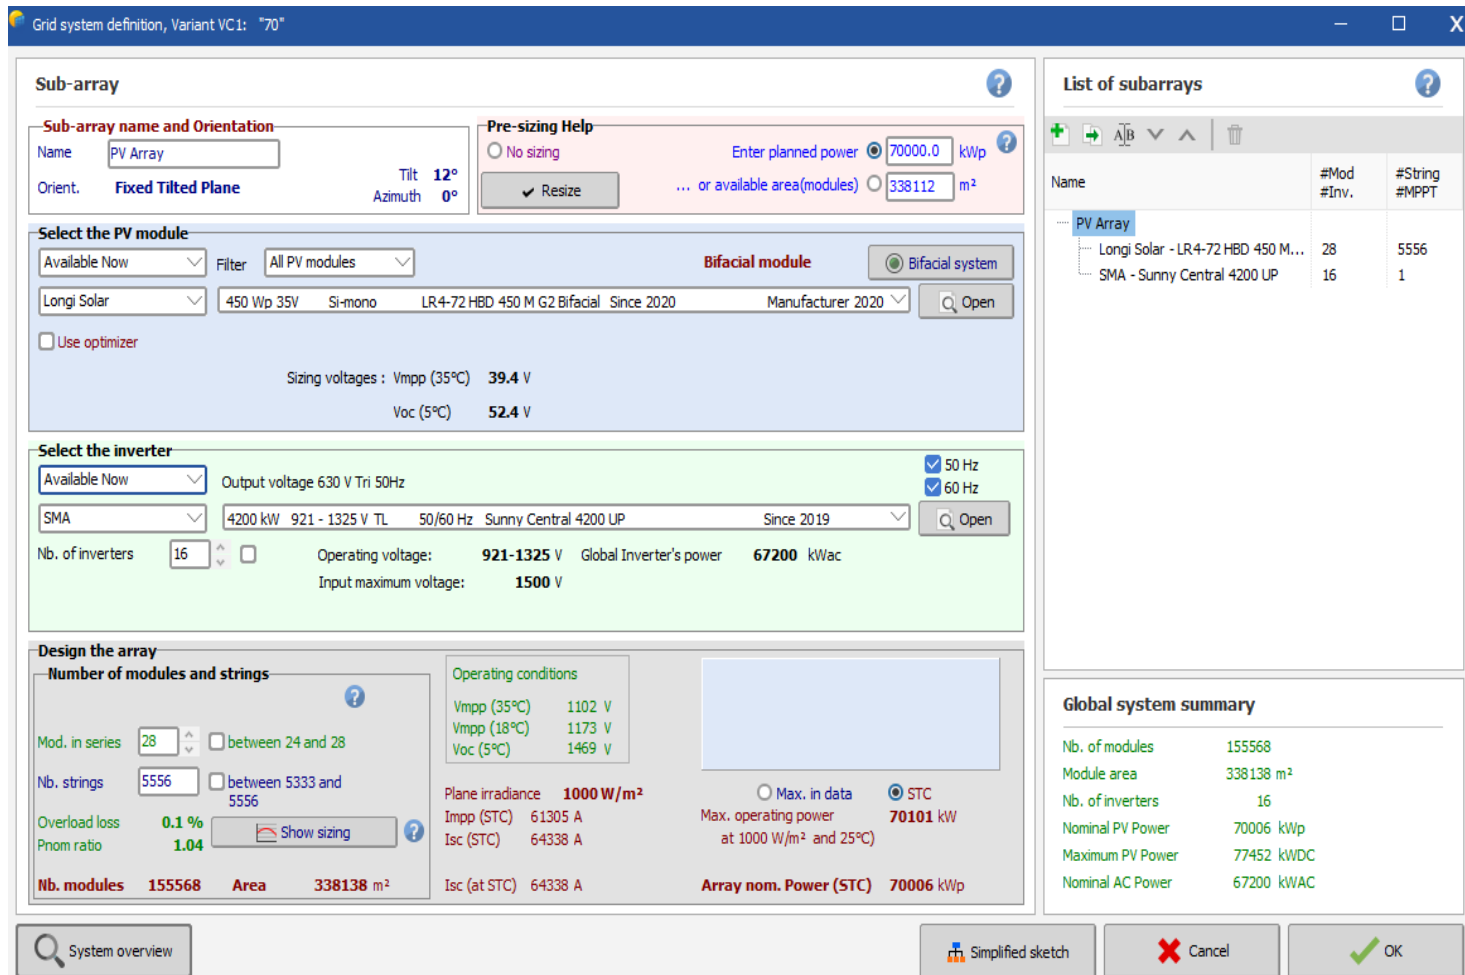 Grid system definition, Variant VC1: "70"
Sub-array
Sub-array name and Orientation
Name PV Array
Orient. Fixed Tilted Plane
Tilt 12°
Azimuth 0°
Pre-sizing Help
No sizing
Enter planned power 70000.0 kWp
Resize
... or available area(modules) 338112 m²
Select the PV module
Available Now Filter All PV modules Bifacial module Bifacial system
Longi Solar 450 Wp 35V Si-mono LR4-72 HBD 450 M G2 Bifacial Since 2020 Manufacturer 2020 Open
Use optimizer
Sizing voltages : Vmpp (35°C) 39.4 V
Voc (5°C) 52.4 V
Select the inverter
Available Now Output voltage 630 V Tri 50Hz
50 Hz
60 Hz
SMA 4200 kW 921 - 1325 V TL 50/60 Hz Sunny Central 4200 UP Since 2019 Open
Nb. of inverters 16 Operating voltage: 921-1325 V Global Inverter's power 67200 kWac
Input maximum voltage: 1500 V
Design the array
Number of modules and strings
Mod. in series 28 between 24 and 28
Nb. strings 5556 between 5333 and
5556
Overload loss 0.1 %
Pnom ratio 1.04
Show sizing
Nb. modules 155568 Area 338138 m²
Operating conditions
Vmpp (35°C) 1102 V
Vmpp (18°C) 1173 V
Voc (5°C) 1469 V
Plane irradiance 1000 W/m²
Impp (STC) 61305 A
Isc (STC) 64338 A
Isc (at STC) 64338 A
Max. in data STC
Max. operating power 70101 kW
at 1000 W/m² and 25°C)
Array nom. Power (STC) 70006 kWp
List of subarrays
A B
Name
#Mod
#Inv.
#String
#MPPT
PV Array
Longi Solar - LR4-72 HBD 450 M... 28 5556
SMA - Sunny Central 4200 UP 16 1
Global system summary
Nb. of modules 155568
Module area 338138 m²
Nb. of inverters 16
Nominal PV Power 70006 kWp
Maximum PV Power 77452 kWDC
Nominal AC Power 67200 kWAC
System overview Simplified sketch Cancel OK